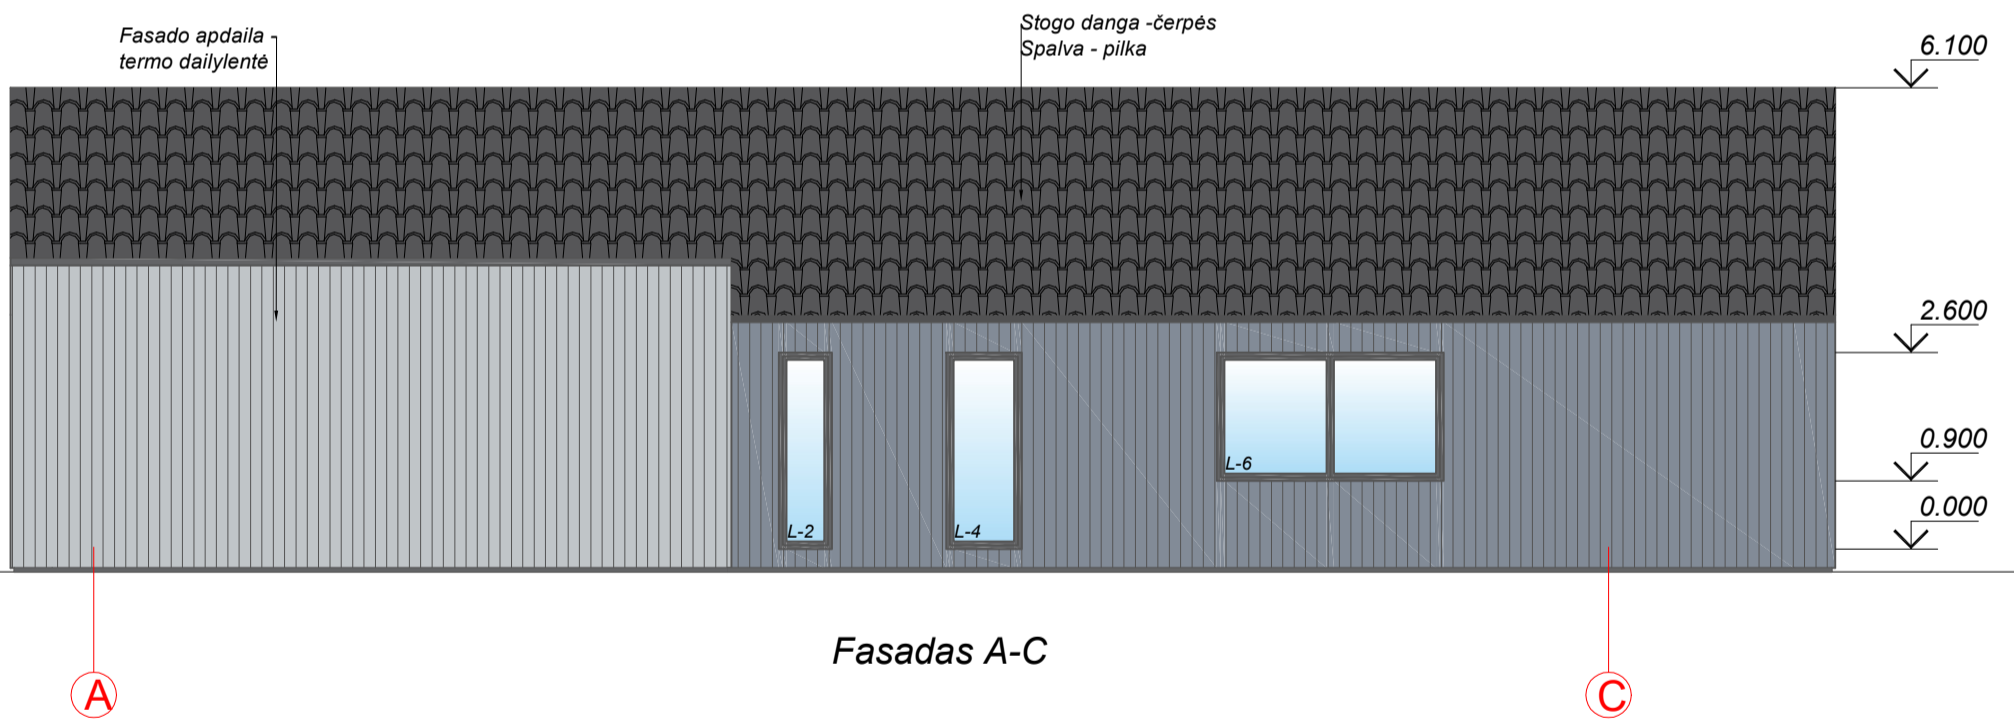 Fasado apdaila -
termo dailylentė
Stogo danga -čerpės
Spalva - pilka
6.100
2.600
0.900
0.000
L-2
L-4
L-6
Fasadas A-C
A
C